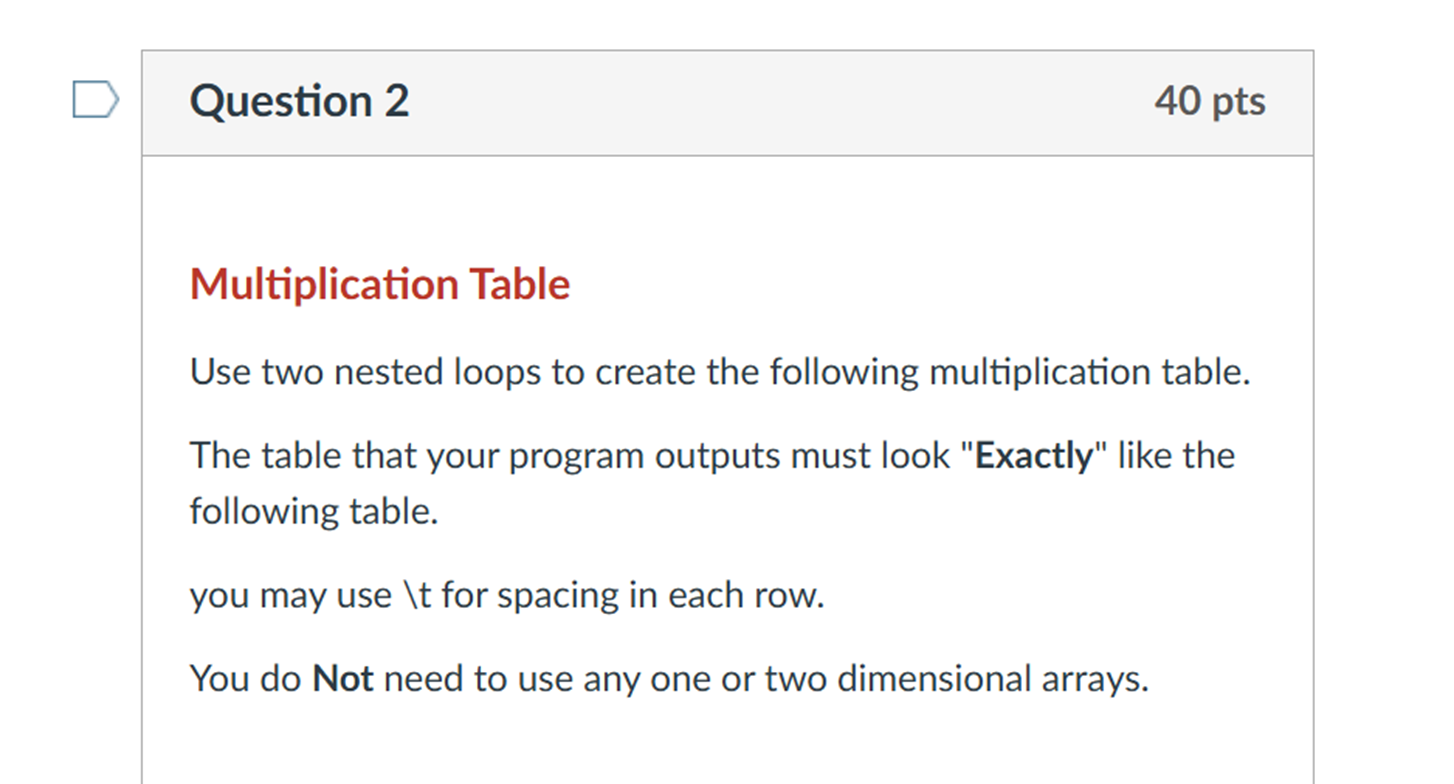 Question 2
40 pts
Multiplication Table
Use two nested loops to create the following multiplication table.
The table that your program outputs must look "Exactly" like the
following table.
you may use \t for spacing in each row.
You do Not need to use any one or two dimensional arrays.